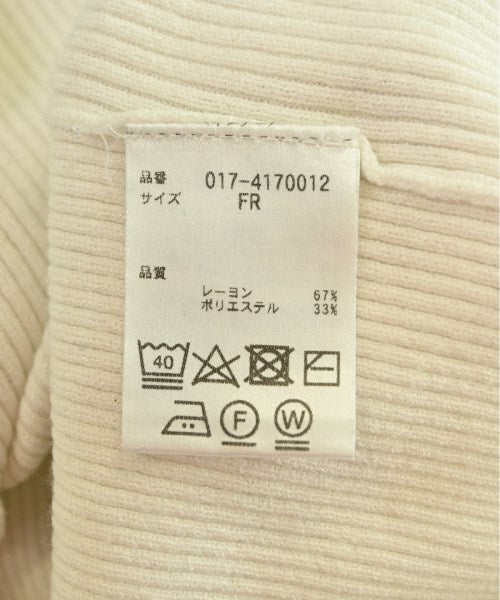 品番 017-4170012
サイズ FR
品質
レーヨン 67%
ポリエステル 33%
40
F W